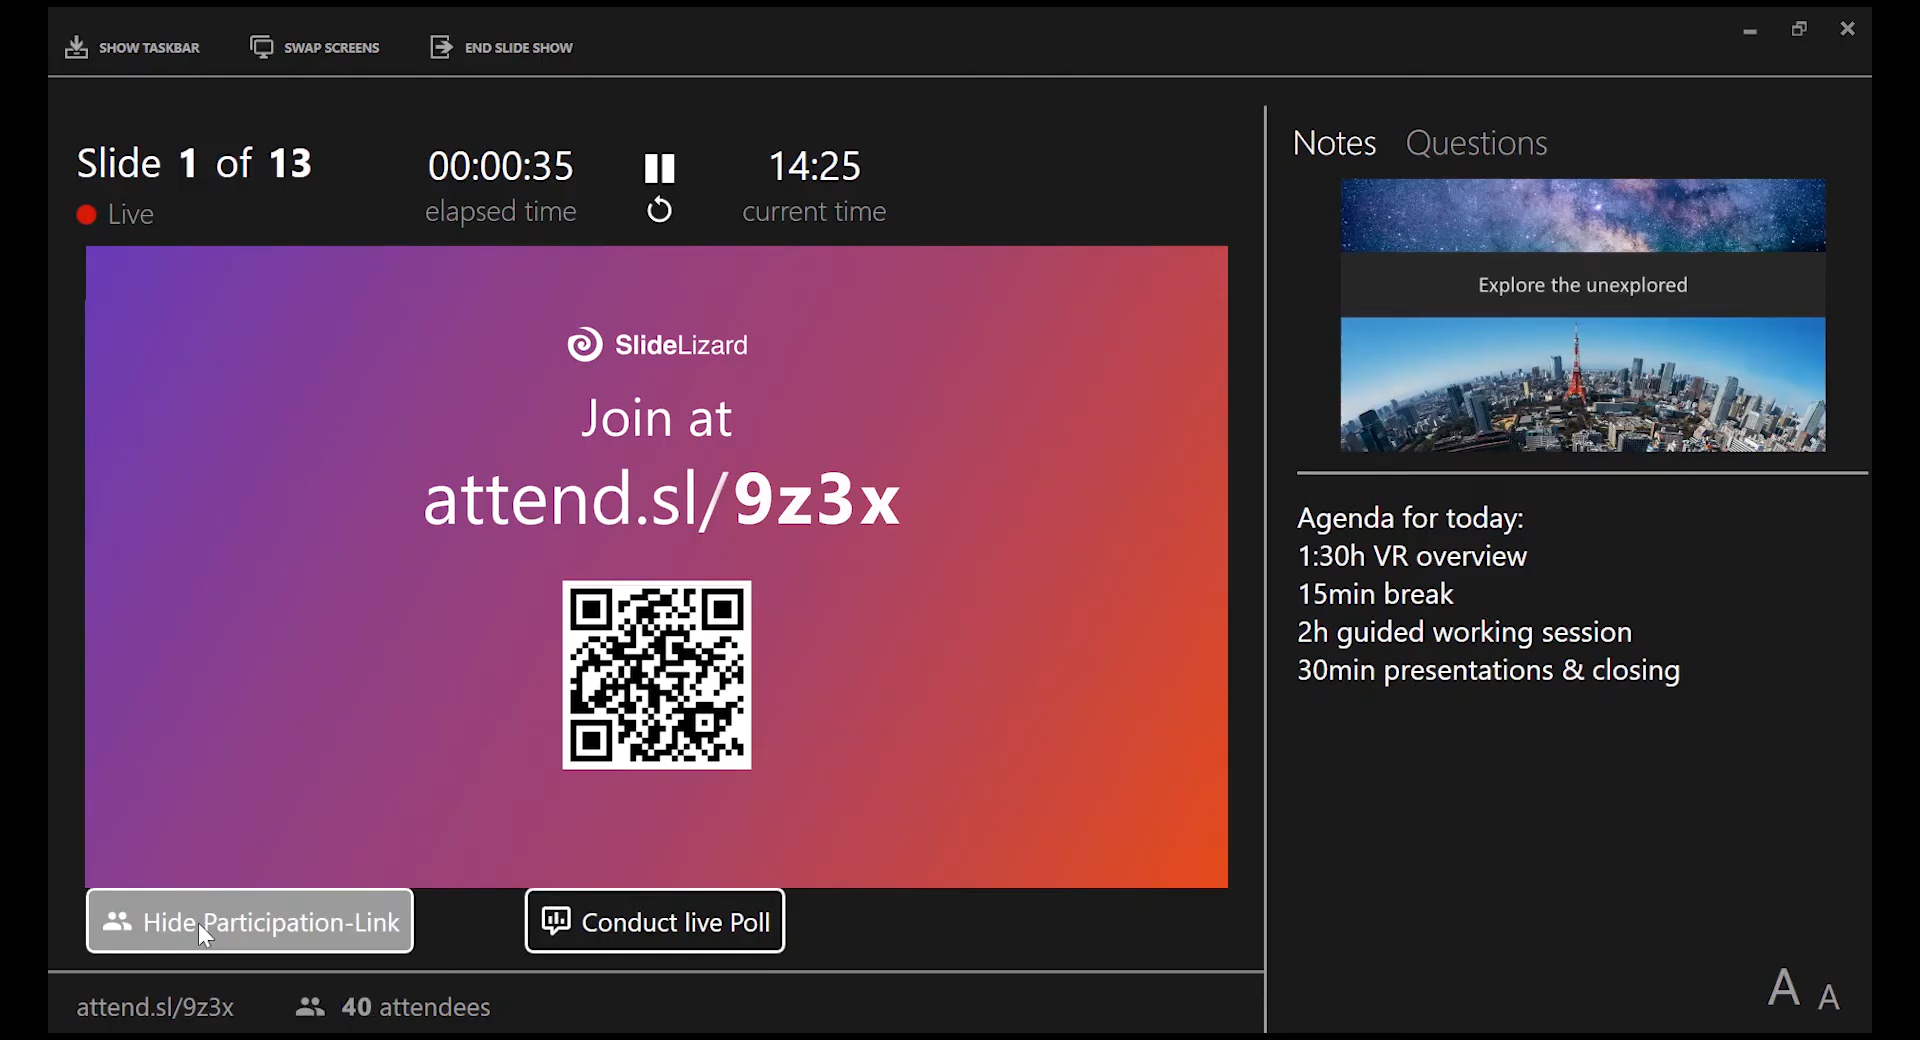 SHOW TASKBAR
SWAP SCREENS
END SLIDE SHOW
Slide 1 of 13
Live
00:00:35
elapsed time
14:25
current time
SlideLizard
Join at
attend.sl/9z3x
Hide Participation-Link
Conduct live Poll
attend.sl/9z3x
40 attendees
Notes Questions
Explore the unexplored
Agenda for today:
1:30h VR overview
15min break
2h guided working session
30min presentations & closing
A A